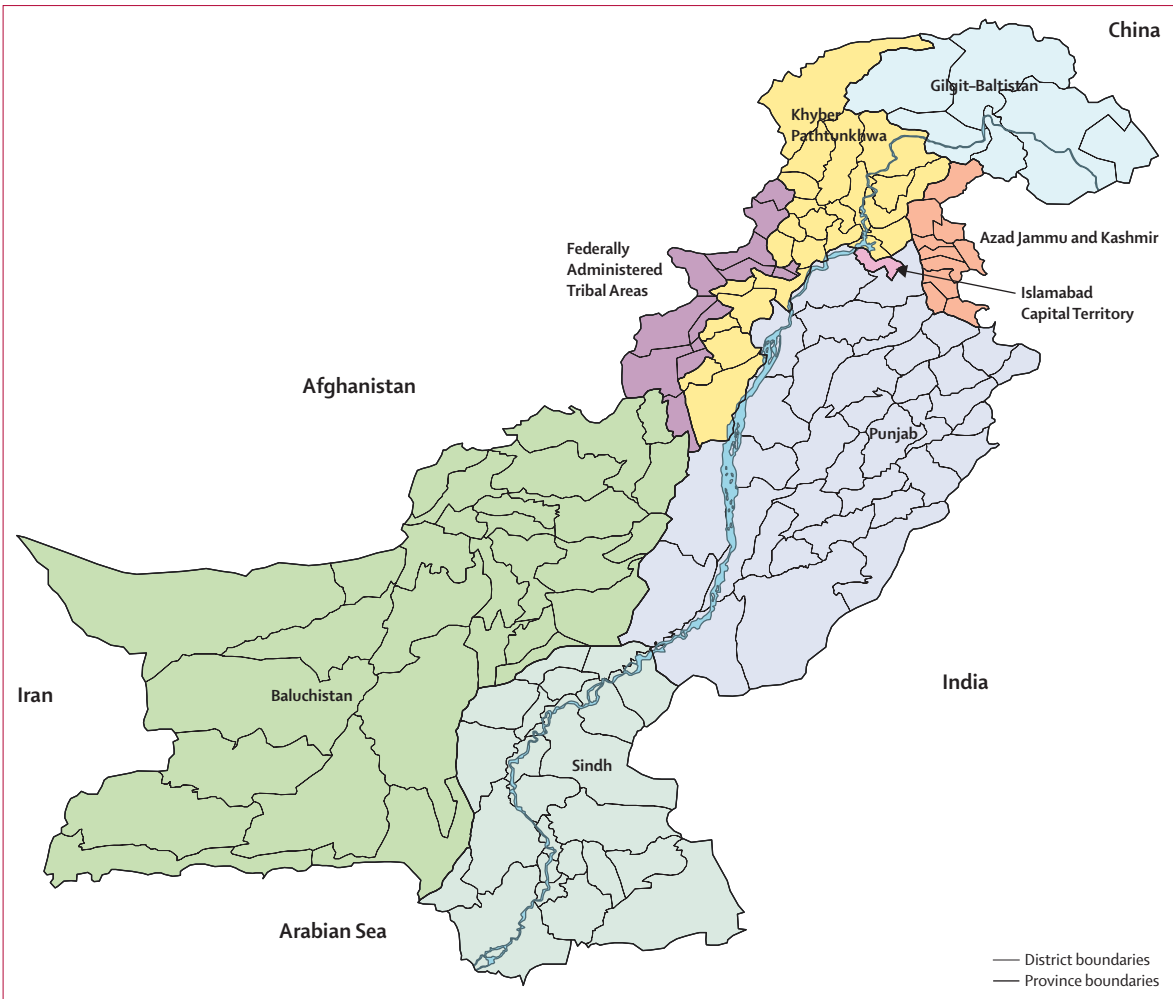 China
Gilgit–Baltistan
Khyber
Pathtunkhwa
Azad Jammu and Kashmir
Federally
Administered
Tribal Areas
Islamabad
Capital Territory
Afghanistan
Punjab
Iran
Baluchistan
India
Sindh
Arabian Sea
District boundaries
Province boundaries